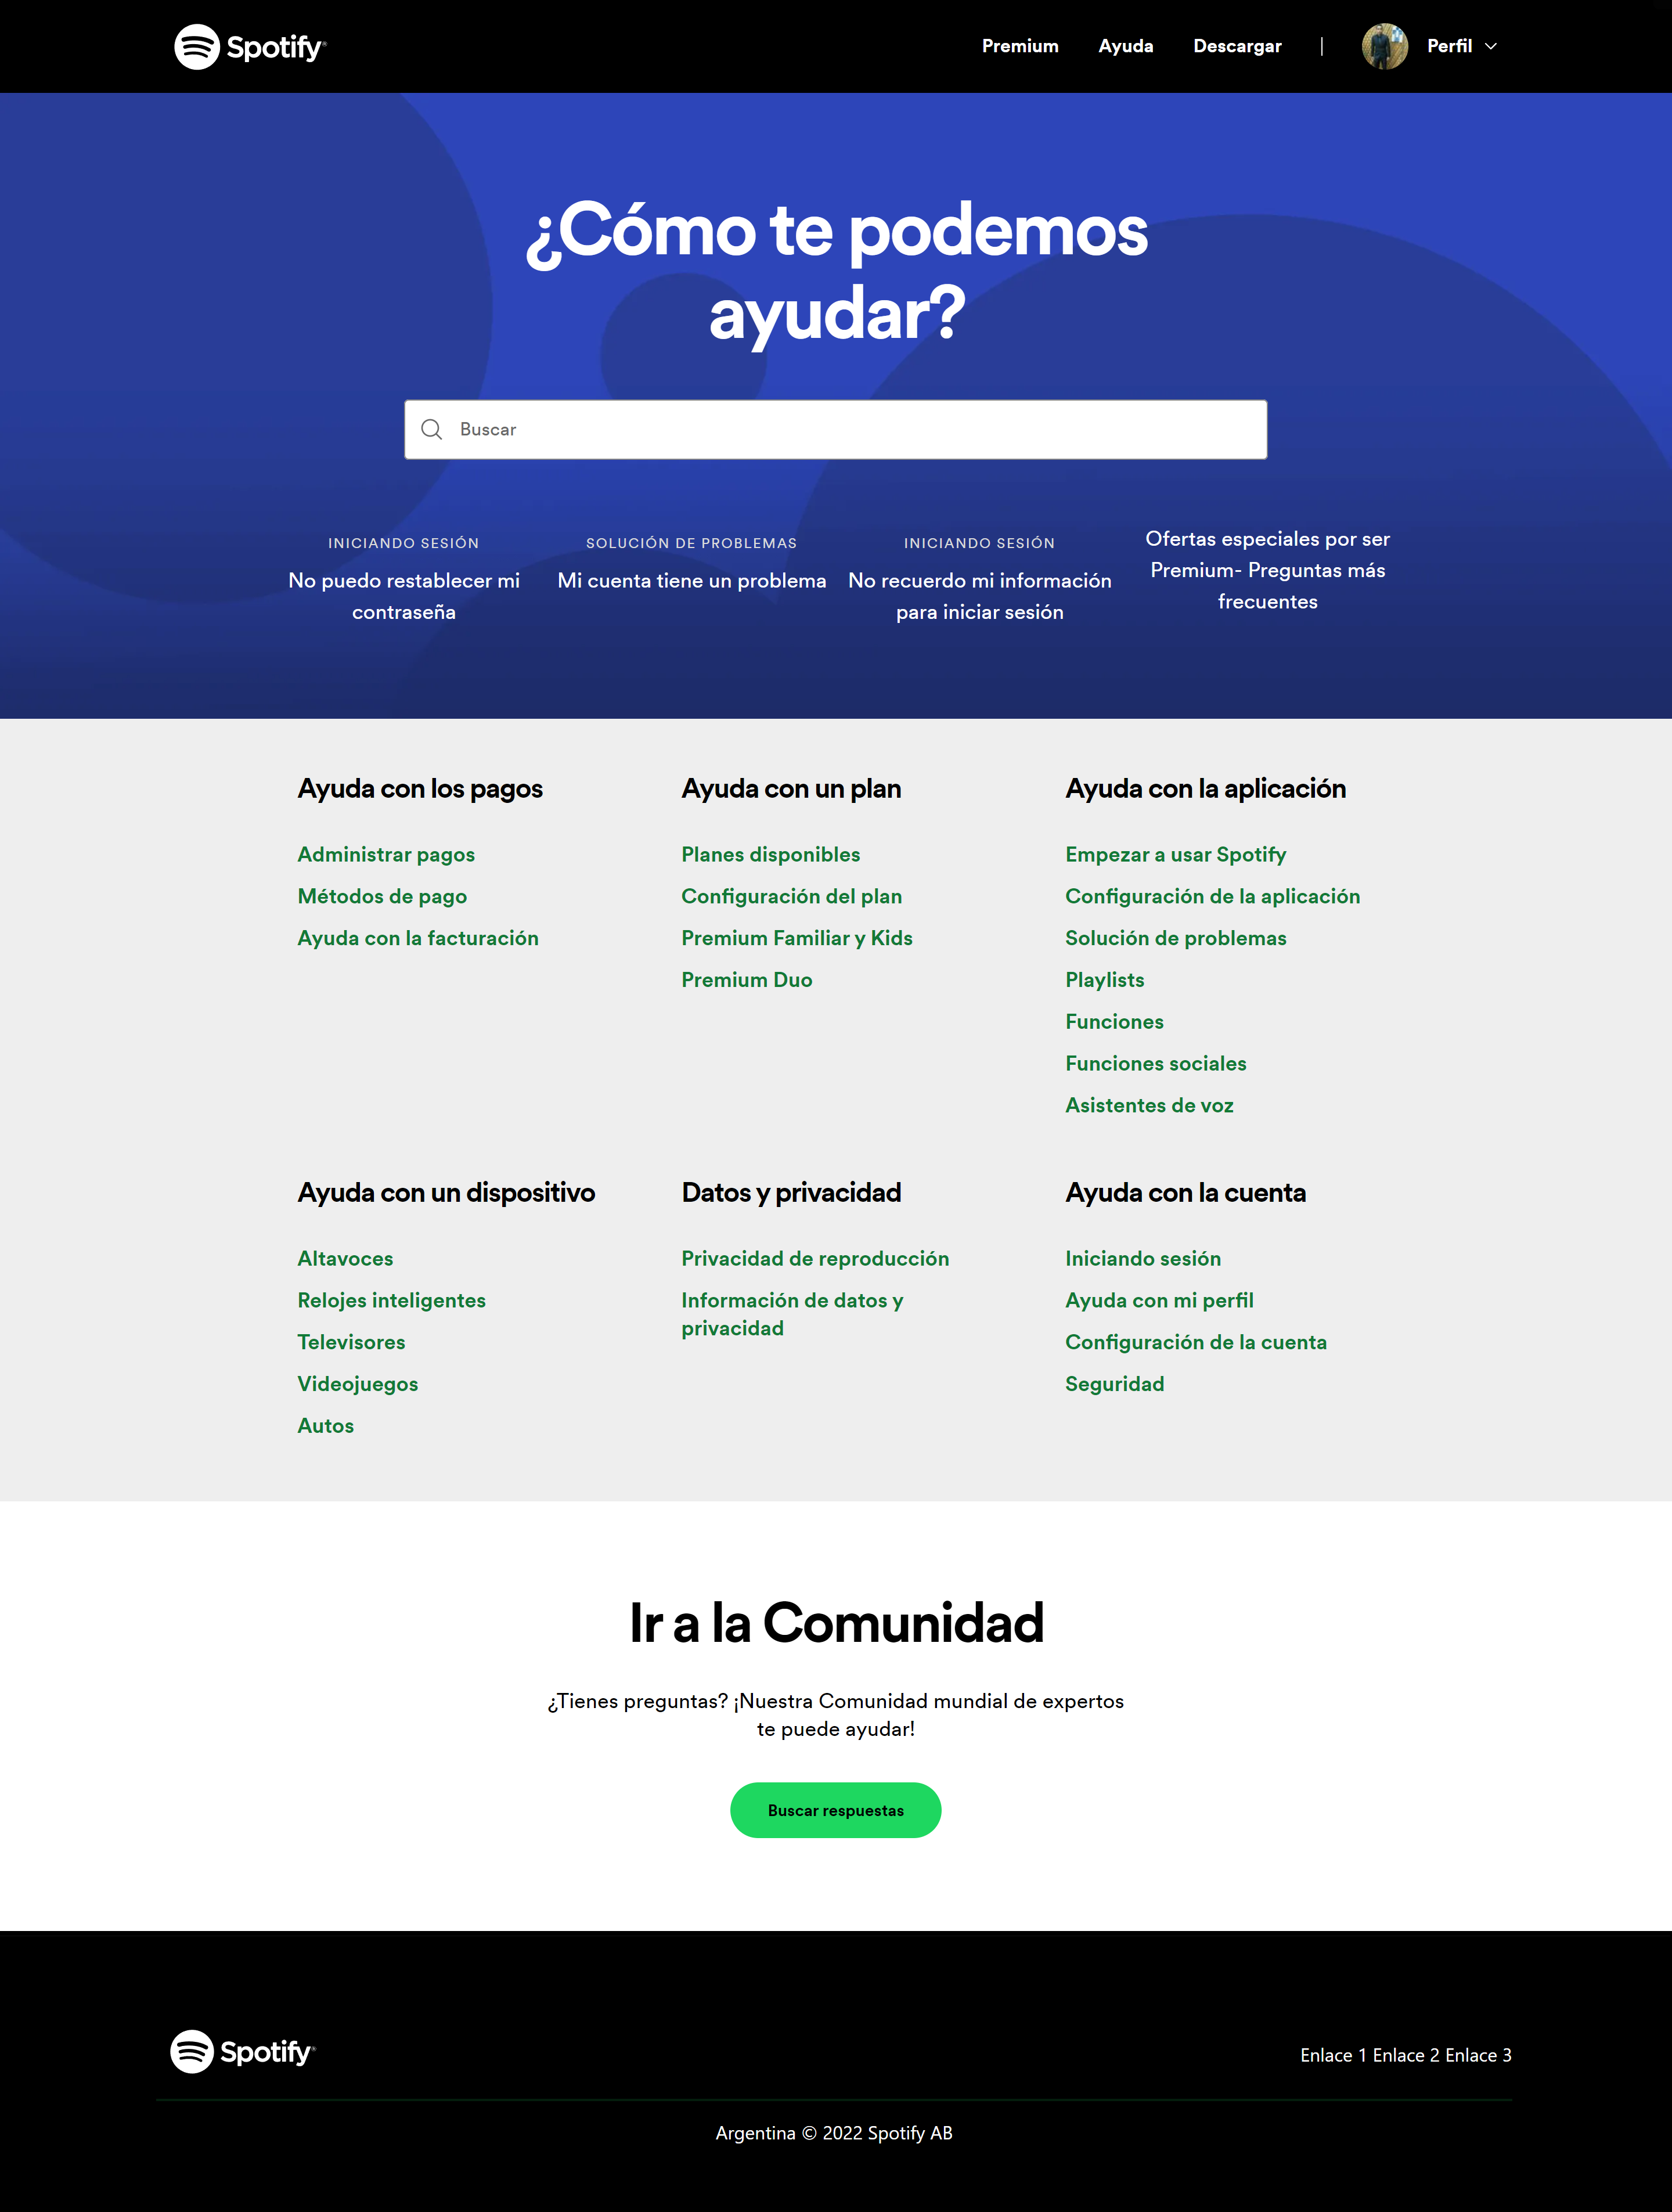 Spotify®
Premium Ayuda Descargar | Perfil
¿Cómo te podemos
ayudar?
Buscar
INICIANDO SESIÓN
No puedo restablecer mi
contraseña
SOLUCIÓN DE PROBLEMAS
Mi cuenta tiene un problema
INICIANDO SESIÓN
No recuerdo mi información
para iniciar sesión
Ofertas especiales por ser
Premium- Preguntas más
frecuentes
Ayuda con los pagos
Administrar pagos
Métodos de pago
Ayuda con la facturación
Ayuda con un plan
Planes disponibles
Configuración del plan
Premium Familiar y Kids
Premium Duo
Ayuda con la aplicación
Empezar a usar Spotify
Configuración de la aplicación
Solución de problemas
Playlists
Funciones
Funciones sociales
Asistentes de voz
Ayuda con un dispositivo
Altavoces
Relojes inteligentes
Televisores
Videojuegos
Autos
Datos y privacidad
Privacidad de reproducción
Información de datos y
privacidad
Ayuda con la cuenta
Iniciando sesión
Ayuda con mi perfil
Configuración de la cuenta
Seguridad
Ir a la Comunidad
¿Tienes preguntas? ¡Nuestra Comunidad mundial de expertos
te puede ayudar!
Buscar respuestas
Spotify®
Enlace 1 Enlace 2 Enlace 3
Argentina © 2022 Spotify AB